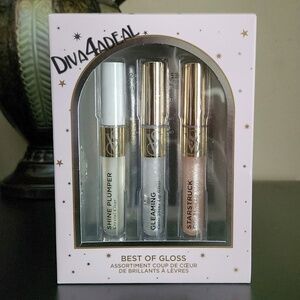 DIVA4ADEAL
SHINE PLUMPER
GLEAMING
STARSTRUCK
BEST OF GLOSS
ASSORTIMENT COUP DE CŒUR
DE BRILLANTS À LÈVRES